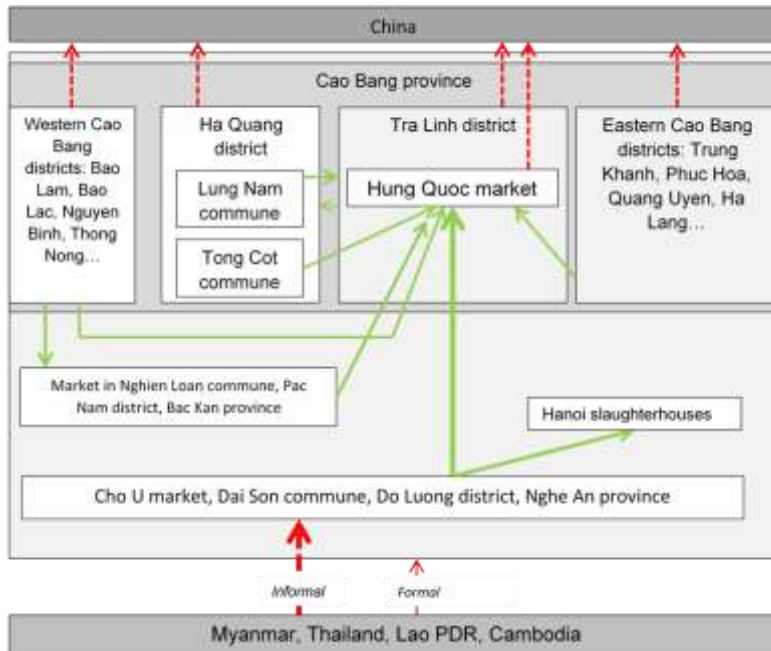 China
Cao Bang province
Western Cao
Bang
districts: Bao
Lam, Bao
Lac, Nguyen
Binh, Thong
Nong…
Ha Quang
district
Lung Nam
commune
Tong Cot
commune
Tra Linh district
Hung Quoc market
Eastern Cao Bang
districts: Trung
Khanh, Phuc Hoa,
Quang Uyen, Ha
Lang…
Market in Nghien Loan commune, Pac
Nam district, Bac Kan province
Hanoi slaughterhouses
Cho U market, Dai Son commune, Do Luong district, Nghe An province
Informal
Formal
Myanmar, Thailand, Lao PDR, Cambodia